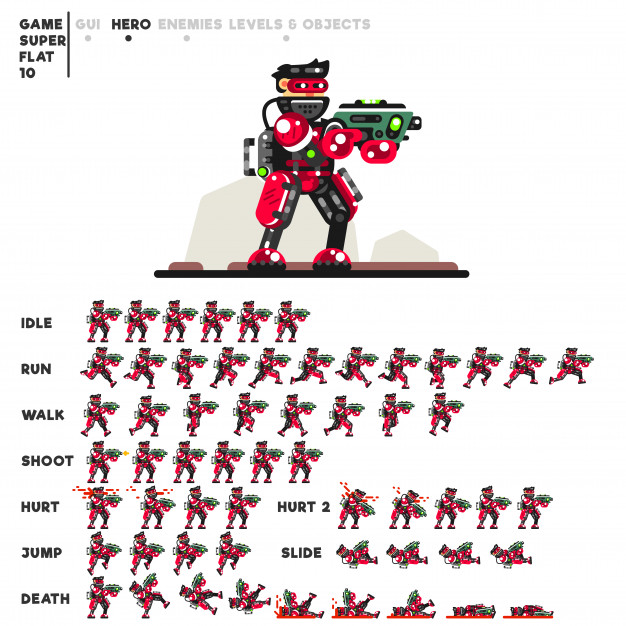 GAME
SUPER
FLAT
10
GUI HERO ENEMIES LEVELS & OBJECTS
IDLE
RUN
WALK
SHOOT
HURT
HURT 2
JUMP
SLIDE
DEATH